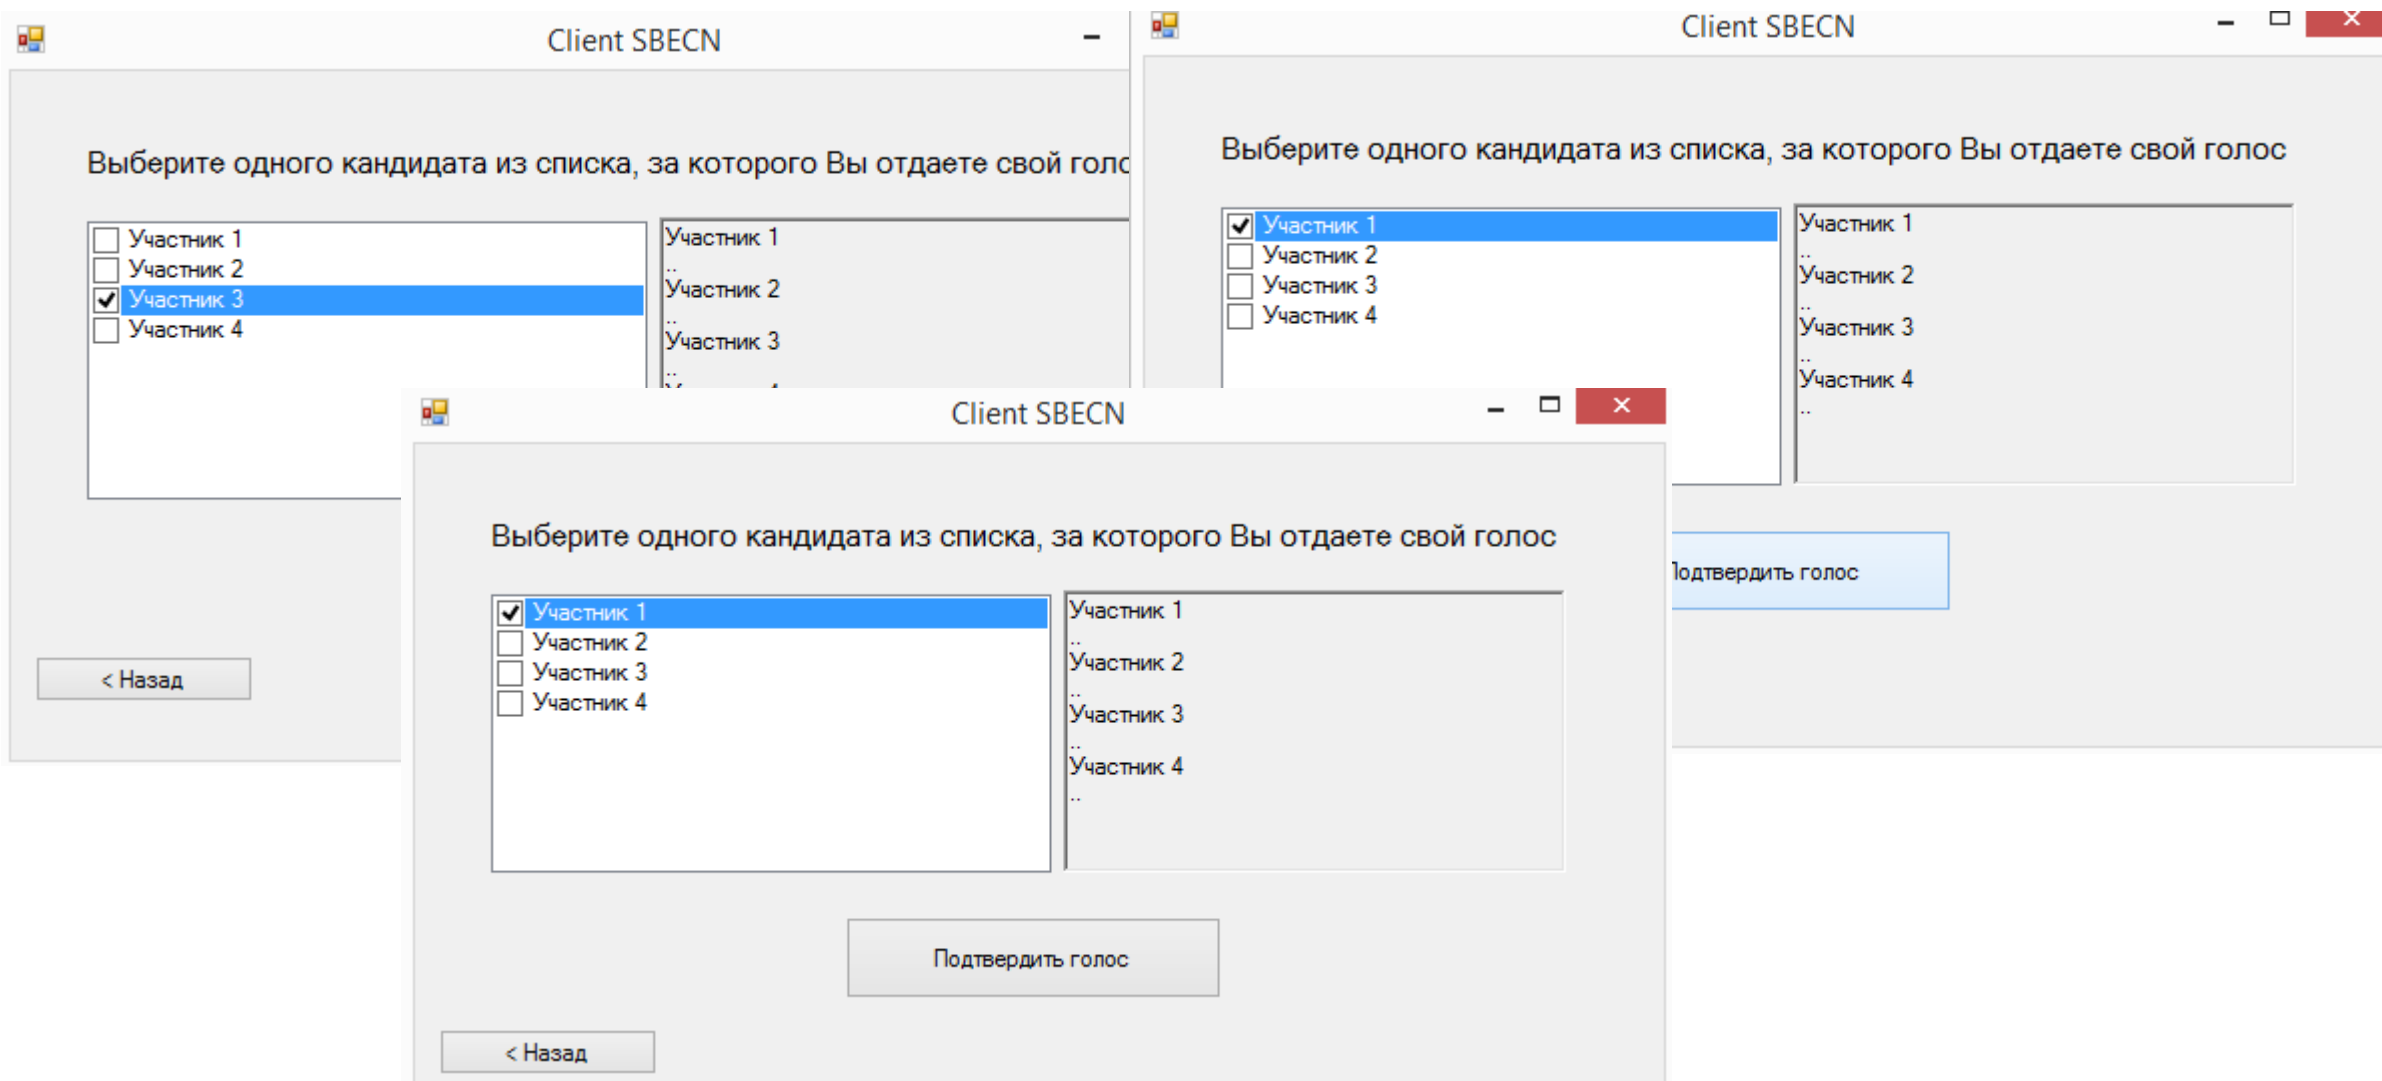 Client SBECN
Выберите одного кандидата из списка, за которого Вы отдаете свой
Участник 1
Участник 2
Участник 3
Участник 4
Участник 1
..
Участник 2
..
Участник 3
..
< Назад
Client SBECN
Выберите одного кандидата из списка, за которого Вы отдаете свой голос
Участник 1
Участник 2
Участник 3
Участник 4
Участник 1
..
Участник 2
..
Участник 3
..
Участник 4
..
Подтвердить голос
Client SBECN
Выберите одного кандидата из списка, за которого Вы отдаете свой голос
Участник 1
Участник 2
Участник 3
Участник 4
Участник 1
..
Участник 2
..
Участник 3
..
Участник 4
..
Подтвердить голос
< Назад